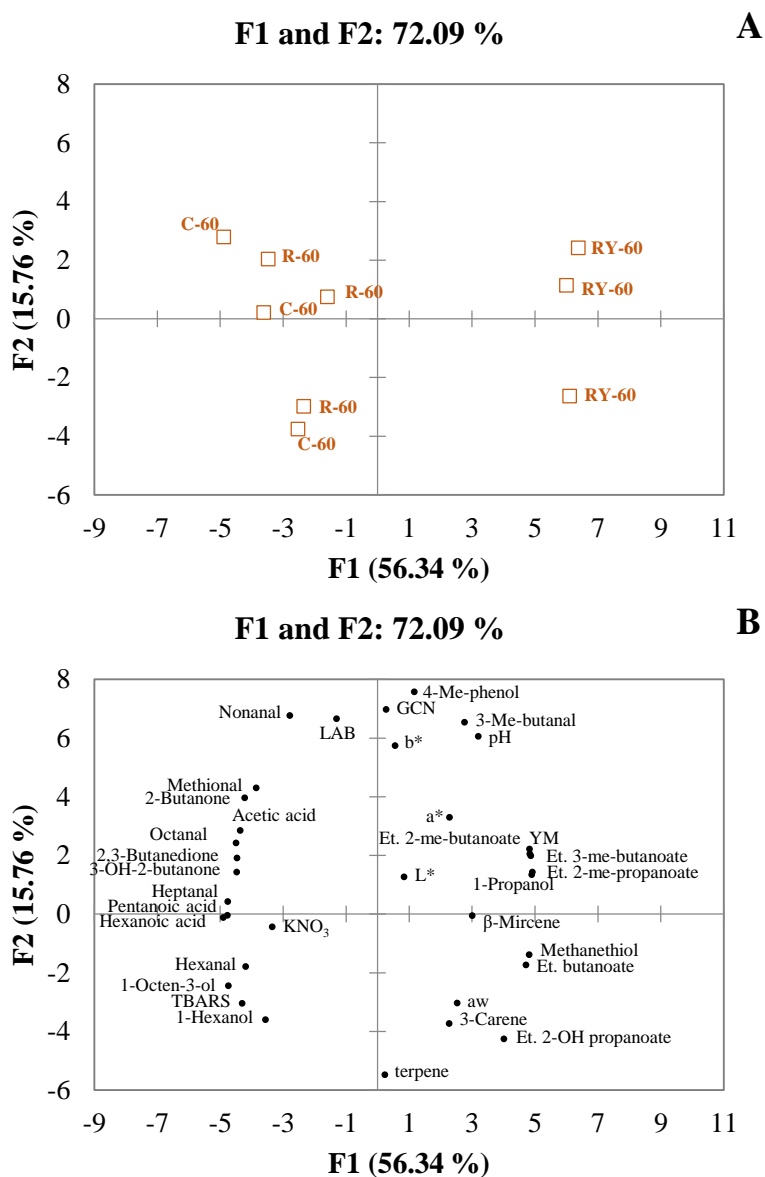 F1 and F2: 72.09 %
A
8
6
4
2
0
-2
-4
-6
F2 (15.76 %)
C-60
R-60
R-60
C-60
R-60
C-60
RY-60
RY-60
RY-60
-9 -7 -5 -3 -1 1 3 5 7 9 11
F1 (56.34 %)
F1 and F2: 72.09 %
B
8
6
4
2
0
-2
-4
-6
F2 (15.76 %)
4-Me-phenol
Nonanal
GCN
LAB
3-Me-butanal
pH
b*
Methional
2-Butanone
Acetic acid
a*
Octanal
Et. 2-me-butanoate YM
2,3-Butanedione
Et. 3-me-butanoate
3-OH-2-butanone
Et. 2-me-propanoate
L*
1-Propanol
Heptanal
Pentanoic acid
Hexanoic acid
KNO3
β-Mircene
Hexanal
Methanethiol
Et. butanoate
1-Octen-3-ol
TBARS
aw
1-Hexanol
3-Carene
Et. 2-OH propanoate
terpene
-9 -7 -5 -3 -1 1 3 5 7 9 11
F1 (56.34 %)